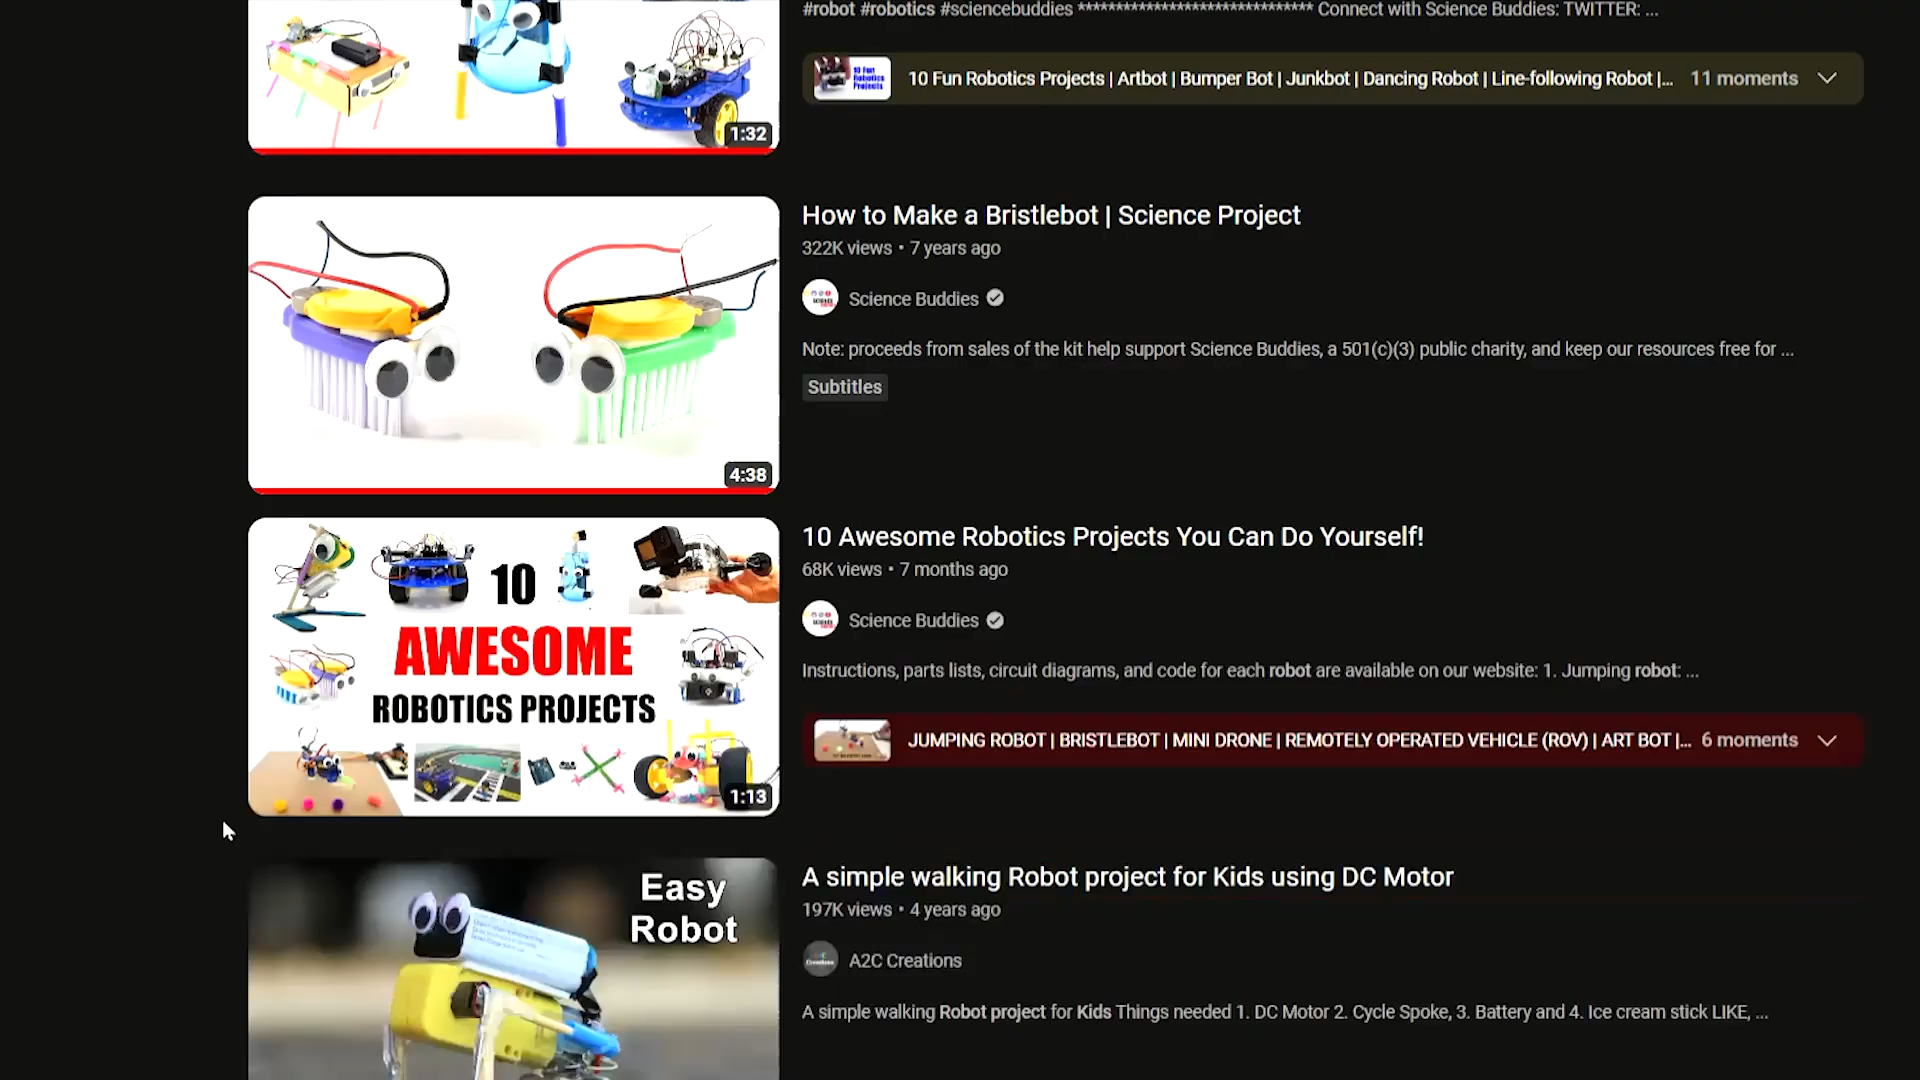 #robot #robotics #sciencebuddies ******************************* Connect with Science Buddies: TWITTER: ...
10 Fun
Robotics
Projects
10 Fun Robotics Projects | Artbot | Bumper Bot | Junkbot | Dancing Robot | Line-following Robot |... 11 moments
1:32
How to Make a Bristlebot | Science Project
322K views • 7 years ago
Science Buddies
Note: proceeds from sales of the kit help support Science Buddies, a 501(c)(3) public charity, and keep our resources free for ...
Subtitles
4:38
10 Awesome Robotics Projects You Can Do Yourself!
68K views • 7 months ago
Science Buddies
Instructions, parts lists, circuit diagrams, and code for each robot are available on our website: 1. Jumping robot: ...
JUMPING ROBOT | BRISTLEBOT | MINI DRONE | REMOTELY OPERATED VEHICLE (ROV) | ART BOT |... 6 moments
10
AWESOME
ROBOTICS PROJECTS
1:13
A simple walking Robot project for Kids using DC Motor
197K views • 4 years ago
A2C Creations
A simple walking Robot project for Kids Things needed 1. DC Motor 2. Cycle Spoke, 3. Battery and 4. Ice cream stick LIKE, ...
Easy
Robot